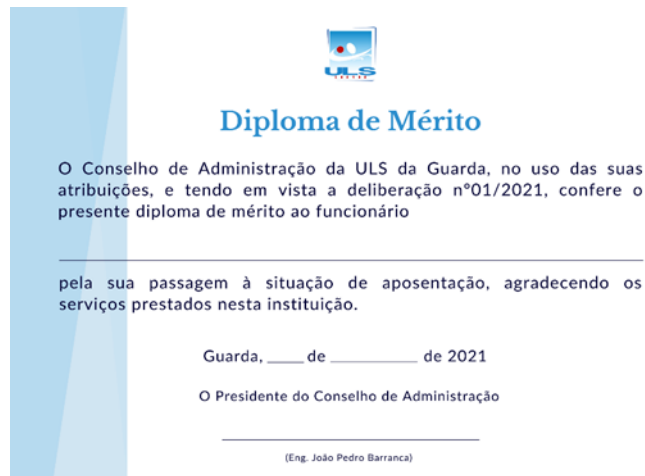 ULS
Diploma de Mérito
O Conselho de Administração da ULS da Guarda, no uso das suas
atribuições, e tendo em vista a deliberação nº01/2021, confere o
presente diploma de mérito ao funcionário
pela sua passagem à situação de aposentação, agradecendo os
serviços prestados nesta instituição.
Guarda, ____ de __________ de 2021
O Presidente do Conselho de Administração
(Eng. João Pedro Barranca)